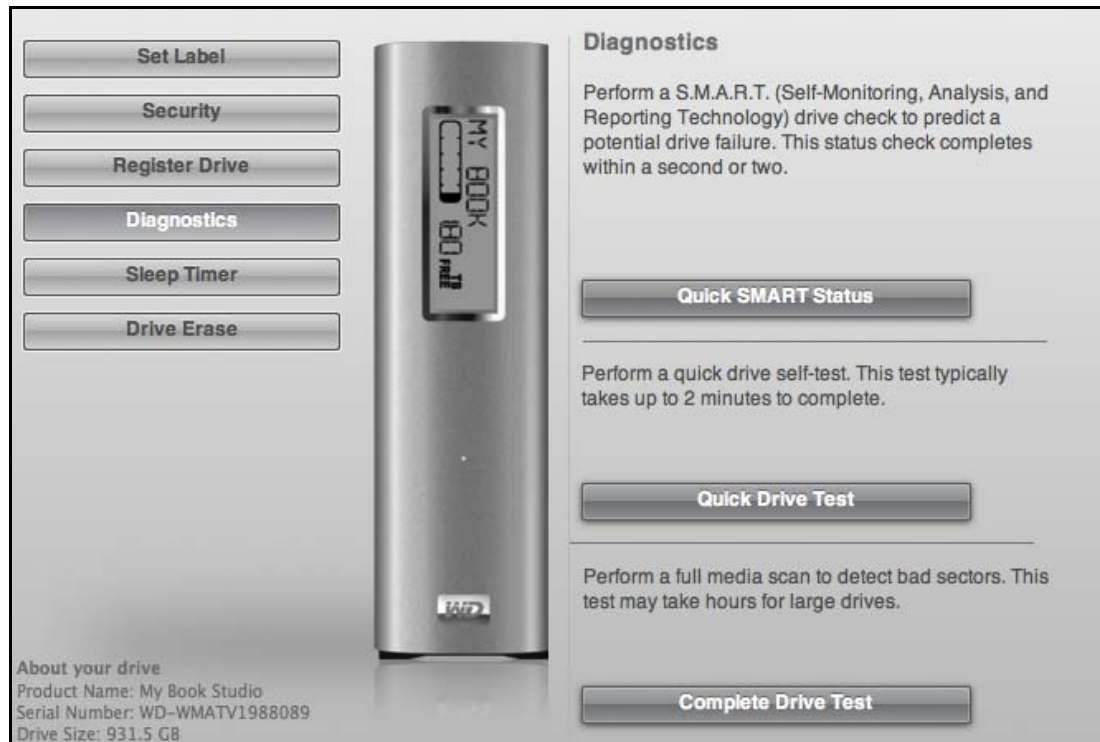 Set Label
Security
Register Drive
Diagnostics
Sleep Timer
Drive Erase
MY BOOK
180 TB
FREE
WD
About your drive
Product Name: My Book Studio
Serial Number: WD-WMATV1988089
Drive Size: 931.5 GB
Diagnostics
Perform a S.M.A.R.T. (Self-Monitoring, Analysis, and
Reporting Technology) drive check to predict a
potential drive failure. This status check completes
within a second or two.
Quick SMART Status
Perform a quick drive self-test. This test typically
takes up to 2 minutes to complete.
Quick Drive Test
Perform a full media scan to detect bad sectors. This
test may take hours for large drives.
Complete Drive Test